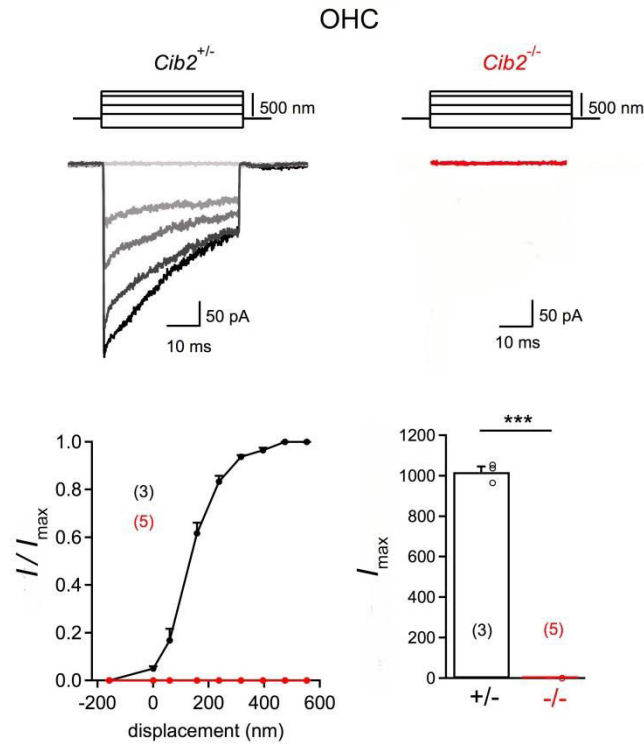 OHC
Cib2+/-
Cib2-/-
500 nm
500 nm
50 pA
10 ms
50 pA
10 ms
I / Imax
1.0
0.8
0.6
0.4
0.2
0.0
(3)
(5)
-200
0
200
400
600
displacement (nm)
Imax
1200
1000
800
600
400
200
0
***
(3)
(5)
+/-
-/-